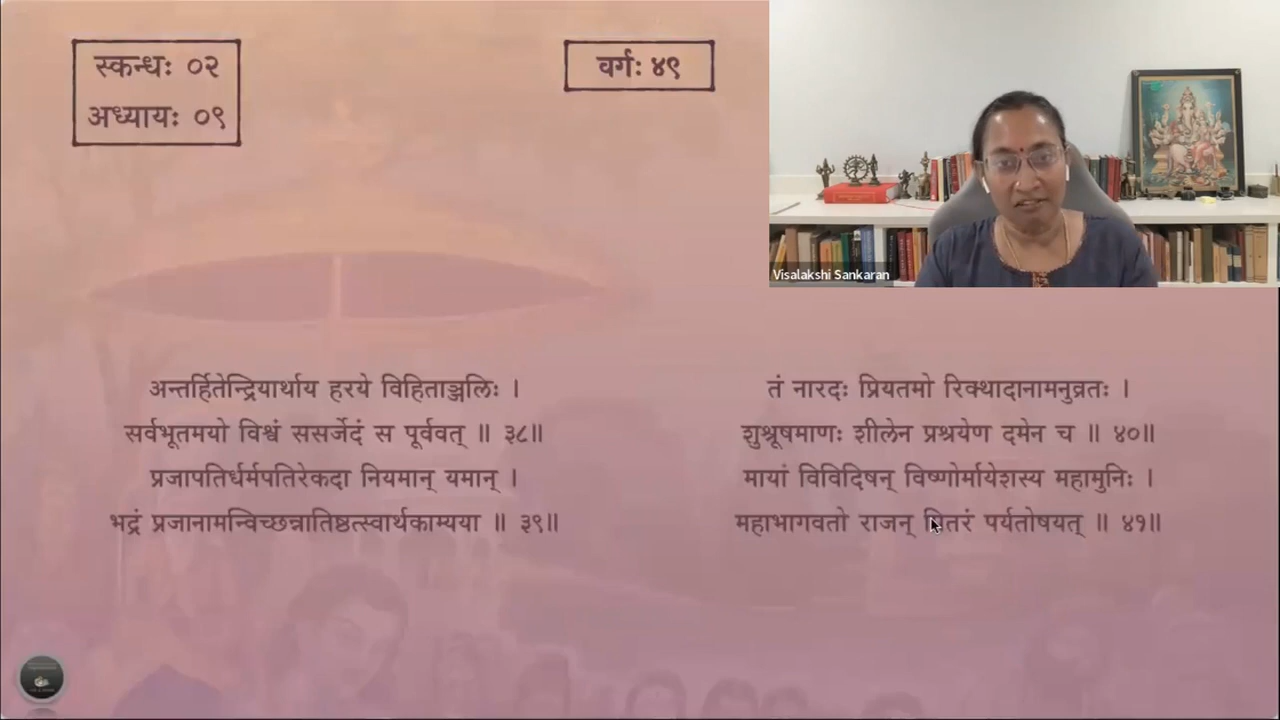 स्कन्धः ०२
अध्यायः ०९
वर्गः ४९
Visalakshi Sankaran
अन्तर्हितेन्द्रियार्थाय हरये विहिताञ्जलिः ।
सर्वभूतमयो विश्वं ससर्जेदं स पूर्ववत् ॥ ३८॥
प्रजापतिर्धर्मपतिरेकदा नियमान् यमान् ।
भद्रं प्रजानामन्विच्छन्नातिष्ठत्स्वार्थकाम्यया ॥ ३९॥
तं नारदः प्रियतमो रिक्थादानामनुव्रतः ।
शुश्रूषमाणः शीलेन प्रश्रयेण दमेन च ॥ ४०॥
मायां विविदिषन् विष्णोर्मायेशस्य महामुनिः ।
महाभागवतो राजन् पितरं पर्यतोषयत् ॥ ४१॥